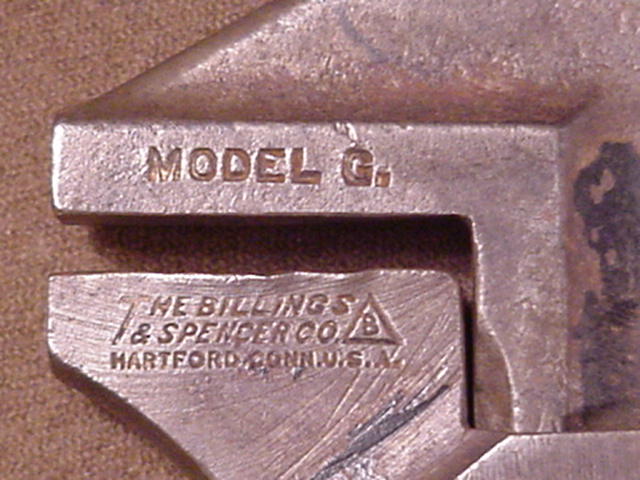 MODEL G.
THE BILLINGS
& SPENCER CO. B
HARTFORD. CONN. U.S.A.